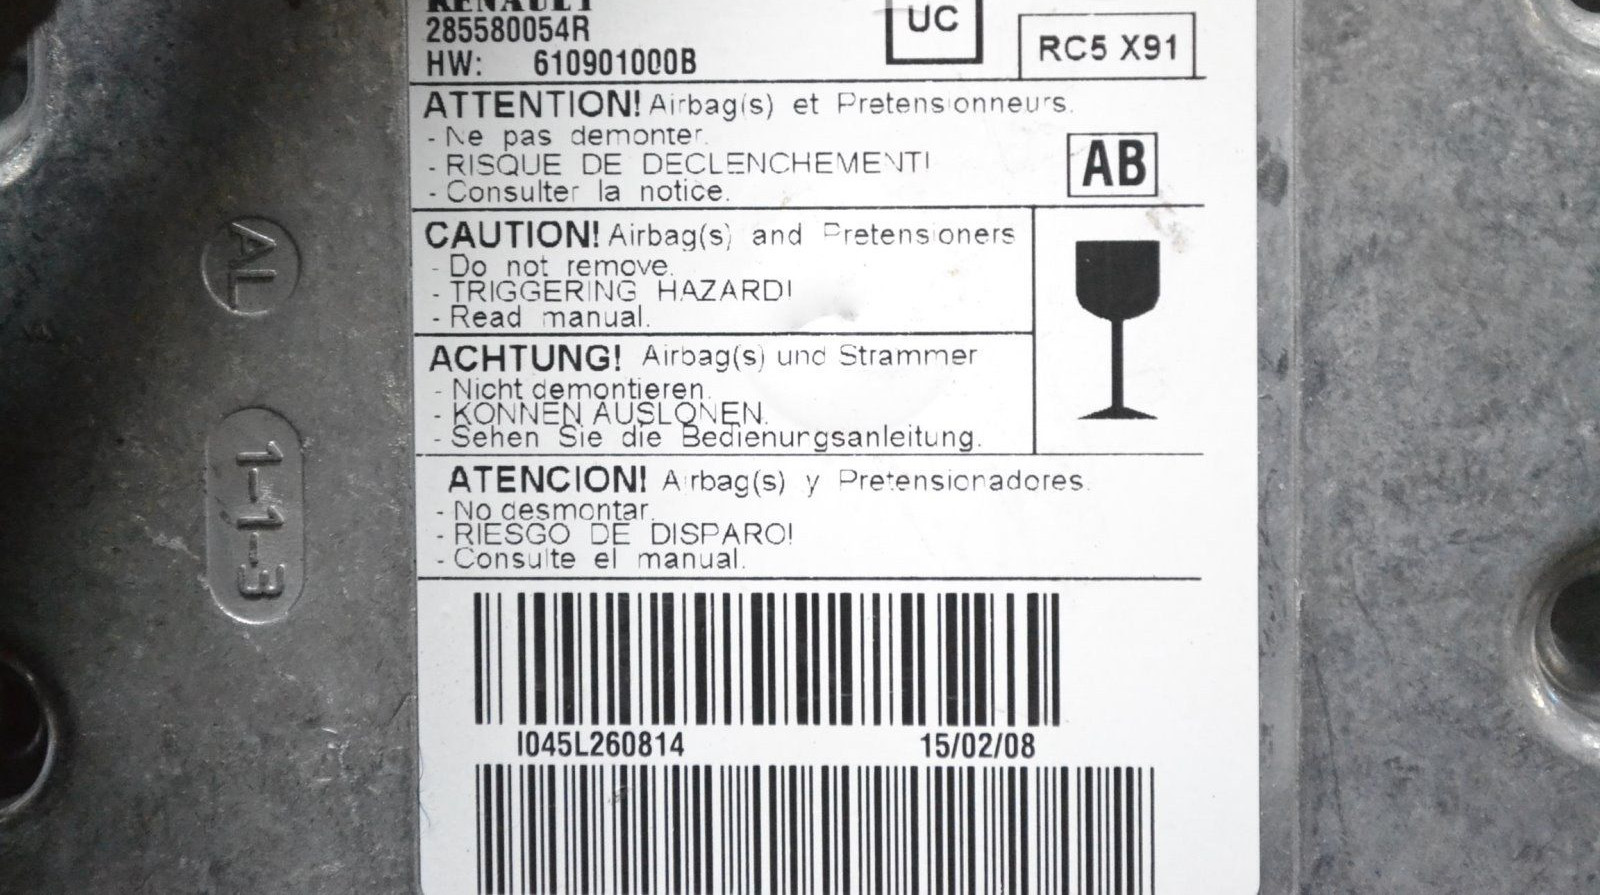 RENAULT
285580054R
HW: 610901000B
UC
RC5 X91
ATTENTION! Airbag(s) et Pretensionneurs.
- Ne pas demonter.
- RISQUE DE DECLENCHEMENT!
- Consulter la notice.
AB
CAUTION! Airbag(s) and Pretensioners
- Do not remove.
- TRIGGERING HAZARD!
- Read manual.
ACHTUNG! Airbag(s) und Strammer
- Nicht demontieren.
- KONNEN AUSLONEN.
- Sehen Sie die Bedienungsanleitung.
ATENCION! Airbag(s) y Pretensionadores.
- No desmontar.
- RIESGO DE DISPARO!
- Consulte el manual.
I045L260814 15/02/08
AL
1-1-3